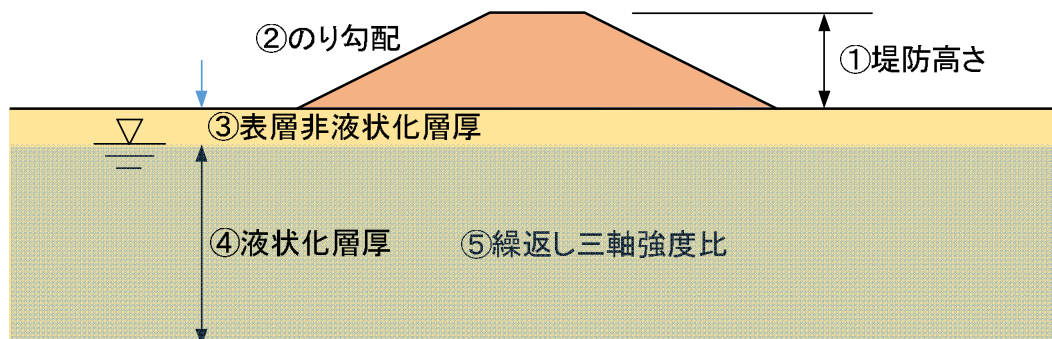 ②のり勾配
①堤防高さ
③表層非液状化層厚
④液状化層厚
⑤繰返し三軸強度比